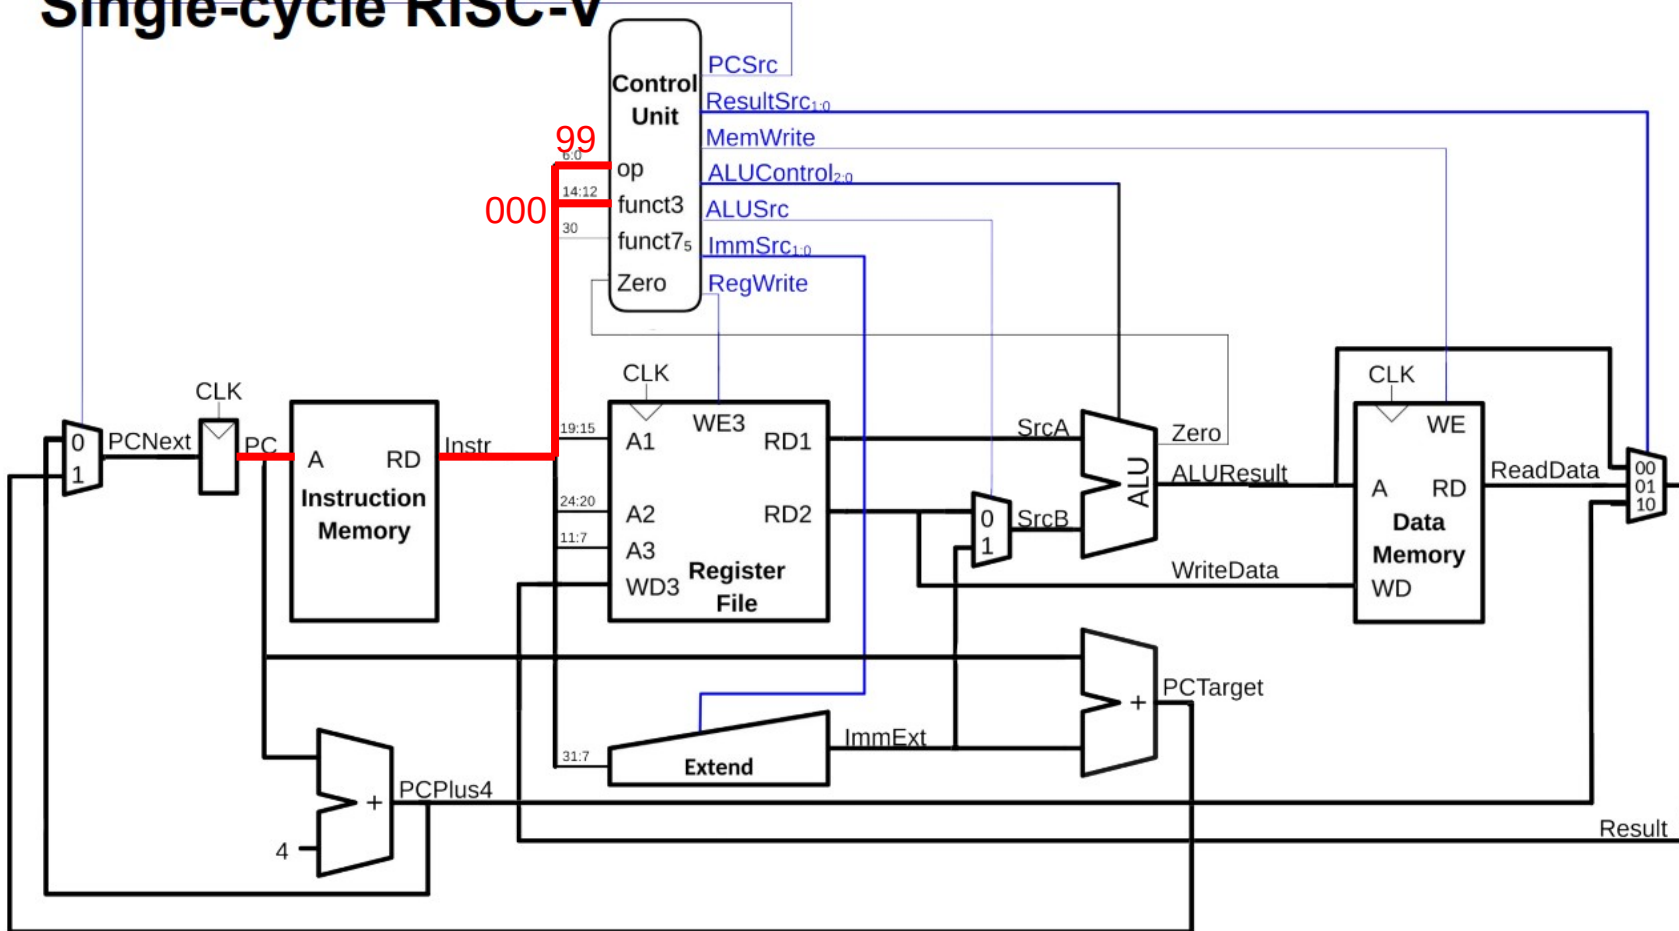 Single-cycle RISC-V
Control
Unit
PCSrc
ResultSrc1:0
MemWrite
ALUControl2:0
ALUSrc
ImmSrc1:0
RegWrite
99
6:0
op
14:12
000
funct3
30
funct75
Zero
CLK
0
1
PCNext
PC
A
RD
Instruction
Memory
Instr
CLK
19:15
A1
WE3
RD1
24:20
A2
RD2
11:7
A3
WD3
Register
File
SrcA
0
1
SrcB
ALU
Zero
ALUResult
WriteData
CLK
WE
A
RD
Data
Memory
WD
ReadData
00
01
10
+
PCTarget
31:7
Extend
ImmExt
+
PCPlus4
4
Result